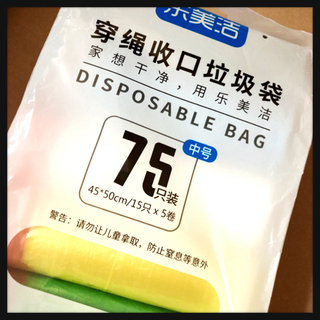 乐美洁
穿绳收口垃圾袋
家想干净，用乐美洁
DISPOSABLE BAG
75只装
中号
45*50cm/15只 x 5卷
警告：请勿让儿童拿取，防止窒息等意外